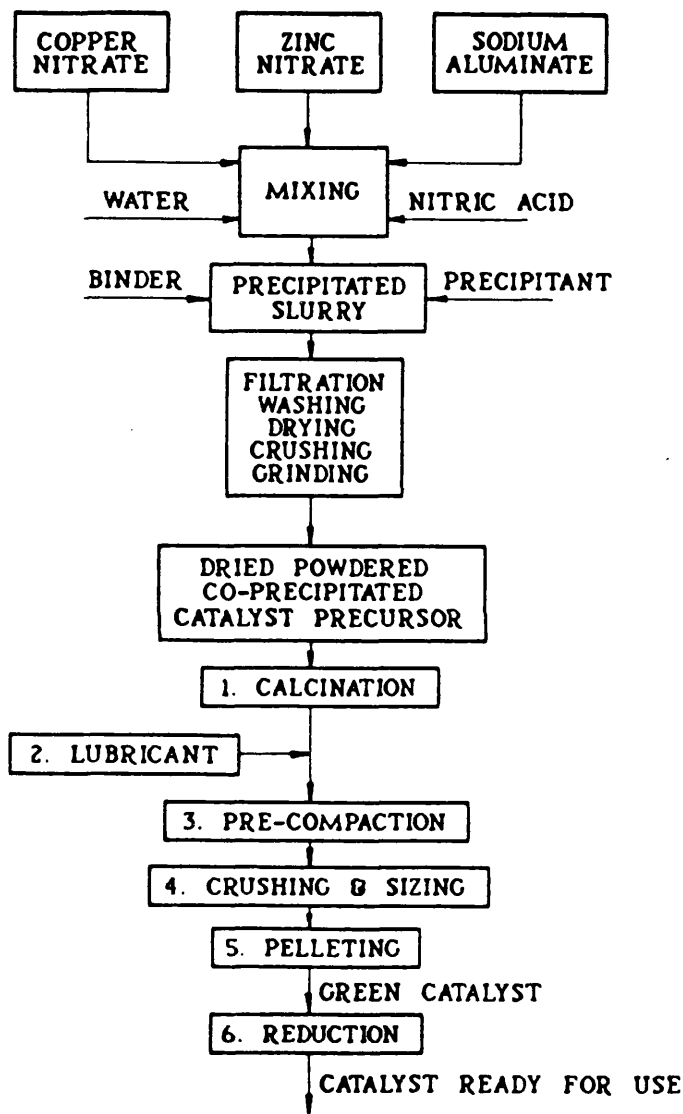 COPPER
NITRATE
ZINC
NITRATE
SODIUM
ALUMINATE
MIXING
WATER
NITRIC ACID
BINDER
PRECIPITATED
SLURRY
PRECIPITANT
FILTRATION
WASHING
DRYING
CRUSHING
GRINDING
DRIED POWDERED
CO-PRECIPITATED
CATALYST PRECURSOR
1. CALCINATION
2. LUBRICANT
3. PRE-COMPACTION
4. CRUSHING & SIZING
5. PELLETING
GREEN CATALYST
6. REDUCTION
CATALYST READY FOR USE